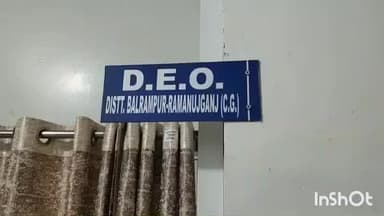 D.E.O.
DISTT. BALRAMPUR-RAMANUJGANJ (C.G.)
InShOt